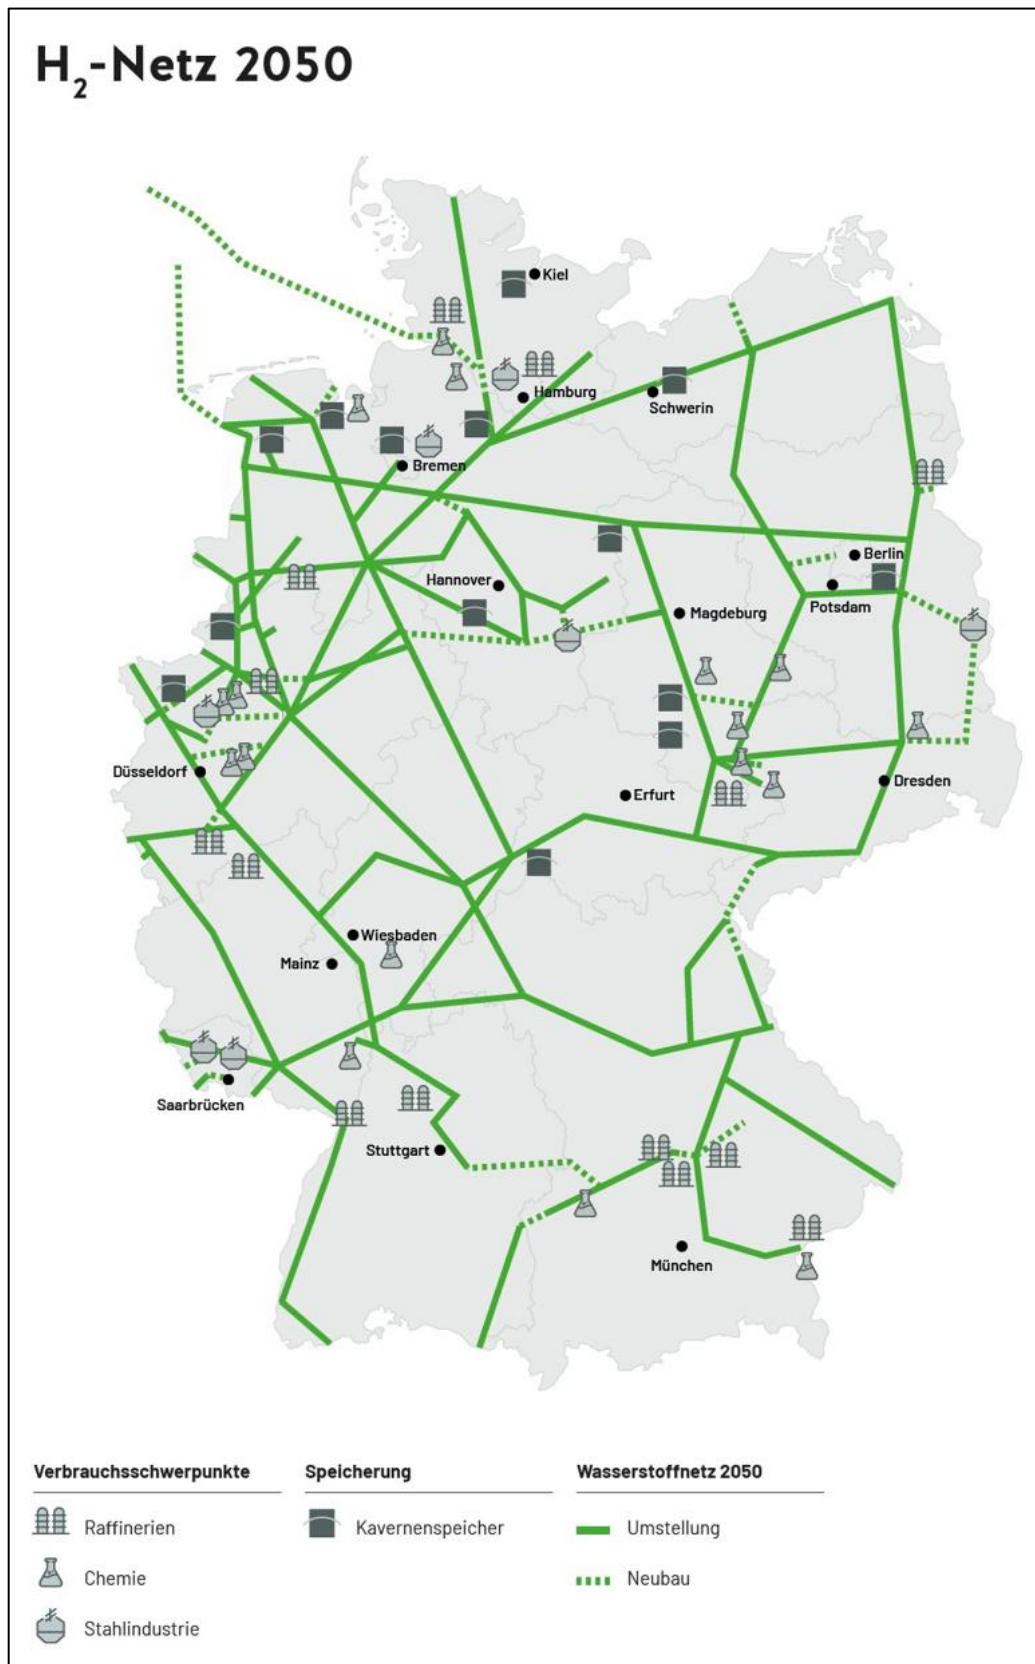 H₂-Netz 2050
Kiel
Hamburg
Schwerin
Bremen
Berlin
Hannover
Potsdam
Magdeburg
Düsseldorf
Dresden
Erfurt
Wiesbaden
Mainz
Saarbrücken
Stuttgart
München
Verbrauchsschwerpunkte
Raffinerien
Chemie
Stahlindustrie
Speicherung
Kavernenspeicher
Wasserstoffnetz 2050
Umstellung
Neubau